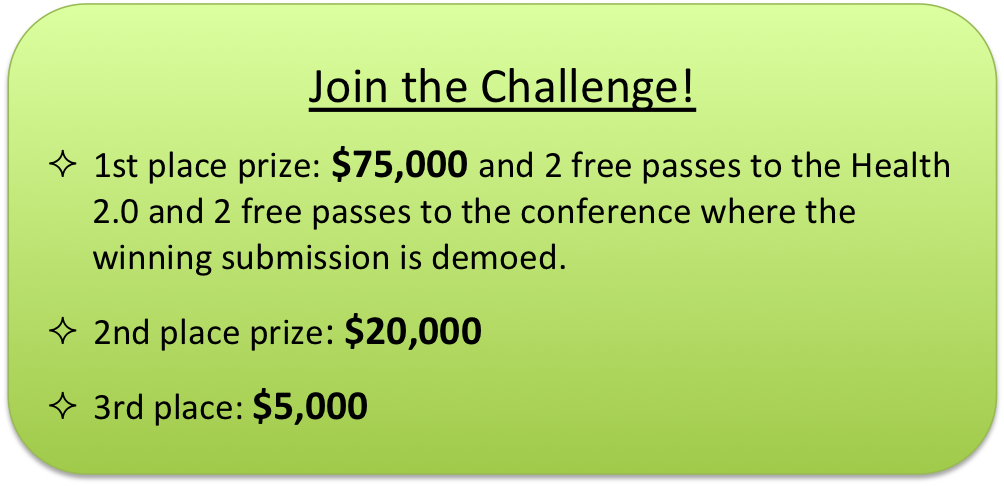 Join the Challenge!
✧ 1st place prize: $75,000 and 2 free passes to the Health
2.0 and 2 free passes to the conference where the
winning submission is demoed.
✧ 2nd place prize: $20,000
✧ 3rd place: $5,000